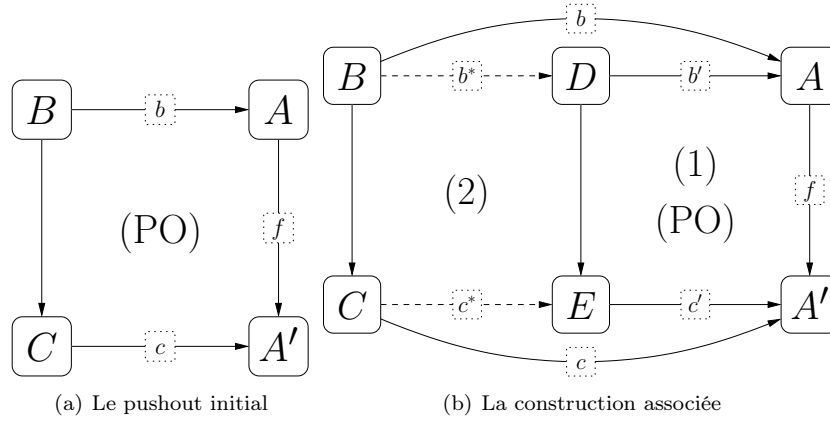 b
B b* D b' A
B b A
(1)
(2)
(PO) f
(PO) f
C c* E c' A'
C c A'
c
(a) Le pushout initial
(b) La construction associée